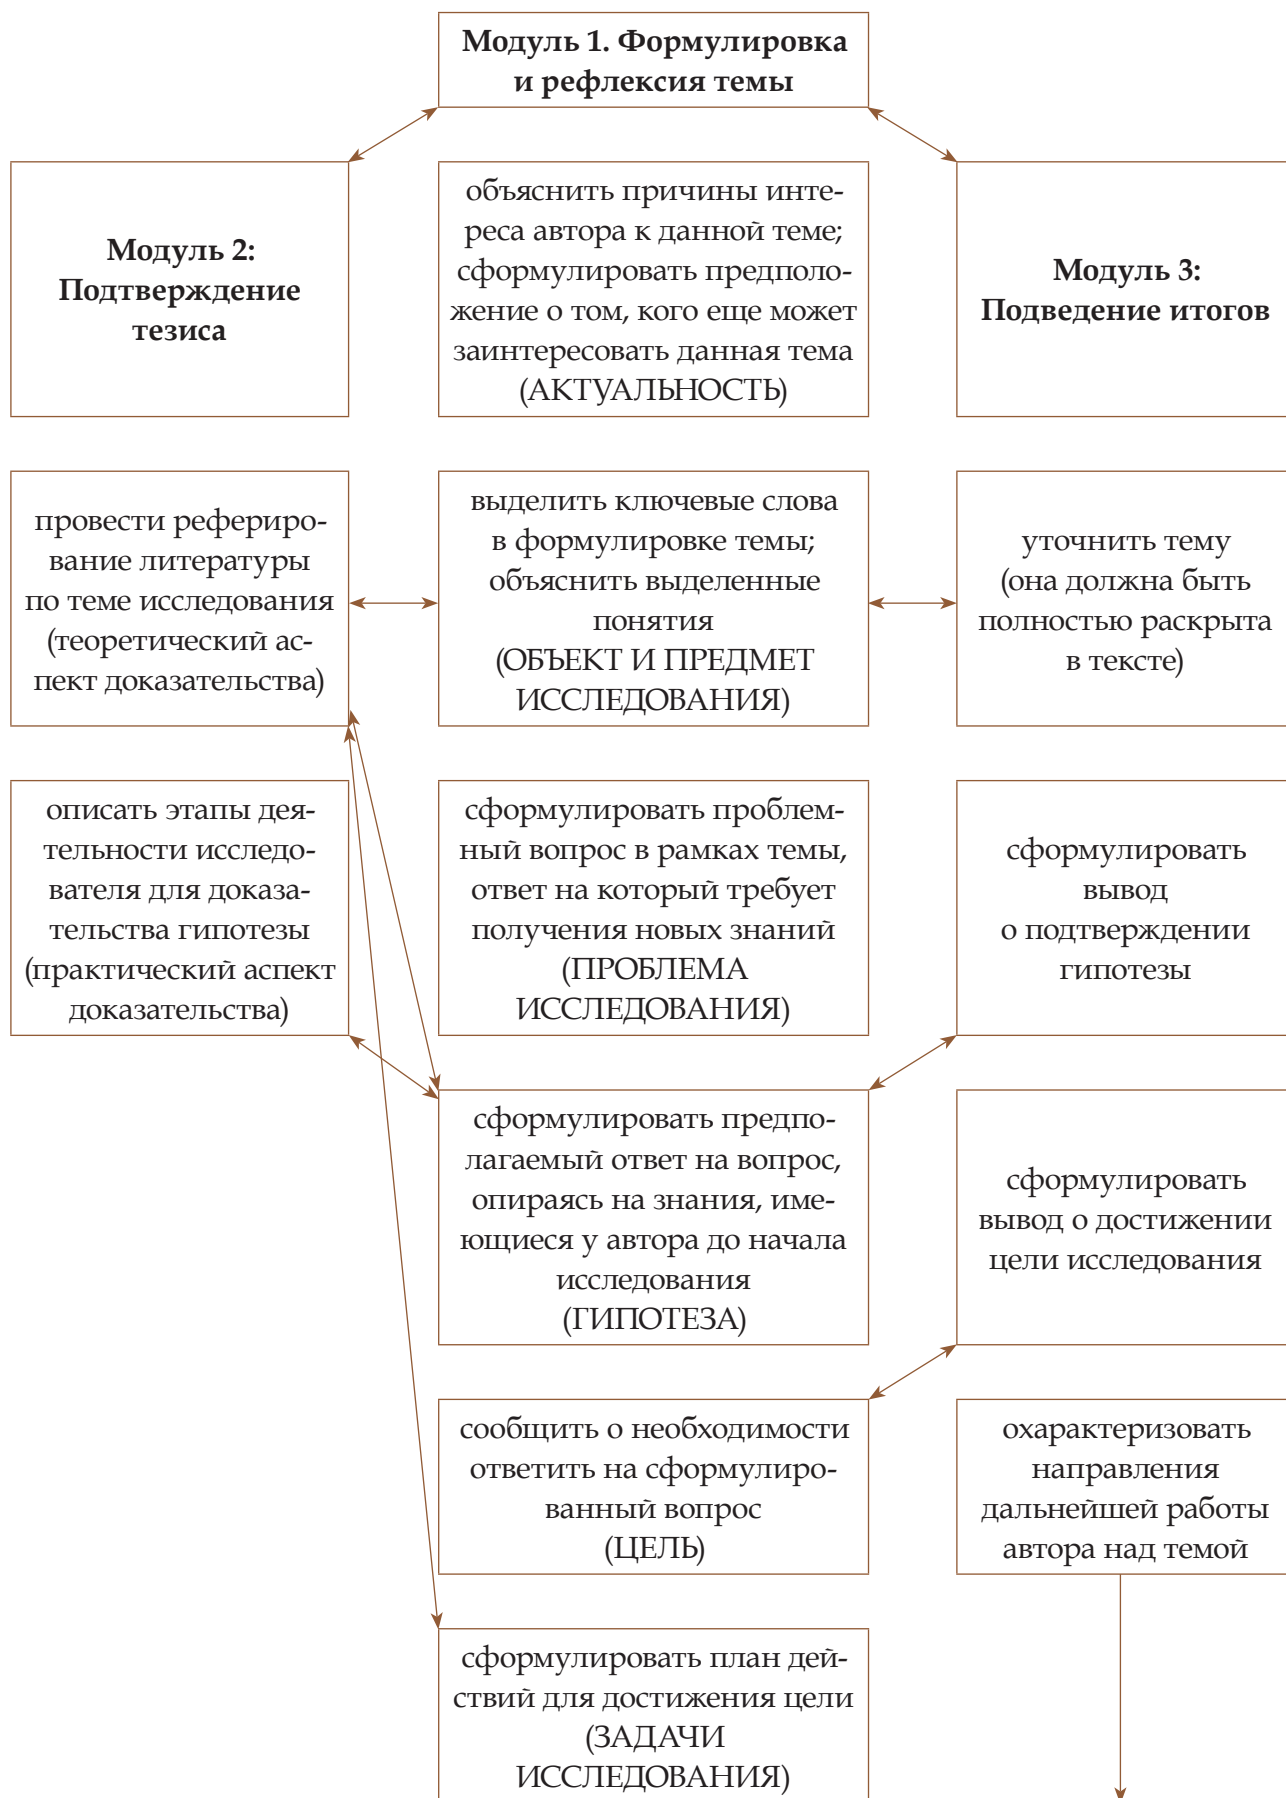 Модуль 1. Формулировка
и рефлексия темы
Модуль 2:
Подтверждение
тезиса
объяснить причины инте-
реса автора к данной теме;
сформулировать предполо-
жение о том, кого еще может
заинтересовать данная тема
(АКТУАЛЬНОСТЬ)
Модуль 3:
Подведение итогов
провести рефериро-
вание литературы
по теме исследования
(теоретический ас-
пект доказательства)
выделить ключевые слова
в формулировке темы;
объяснить выделенные
понятия
(ОБЪЕКТ И ПРЕДМЕТ
ИССЛЕДОВАНИЯ)
уточнить тему
(она должна быть
полностью раскрыта
в тексте)
описать этапы дея-
тельности исследо-
вателя для доказа-
тельства гипотезы
(практический аспект
доказательства)
сформулировать проблем-
ный вопрос в рамках темы,
ответ на который требует
получения новых знаний
(ПРОБЛЕМА
ИССЛЕДОВАНИЯ)
сформулировать
вывод
о подтверждении
гипотезы
сформулировать предпо-
лагаемый ответ на вопрос,
опираясь на знания, име-
ющиеся у автора до начала
исследования
(ГИПОТЕЗА)
сформулировать
вывод о достижении
цели исследования
сообщить о необходимости
ответить на сформулиро-
ванный вопрос
(ЦЕЛЬ)
охарактеризовать
направления
дальнейшей работы
автора над темой
сформулировать план дей-
ствий для достижения цели
(ЗАДАЧИ
ИССЛЕДОВАНИЯ)